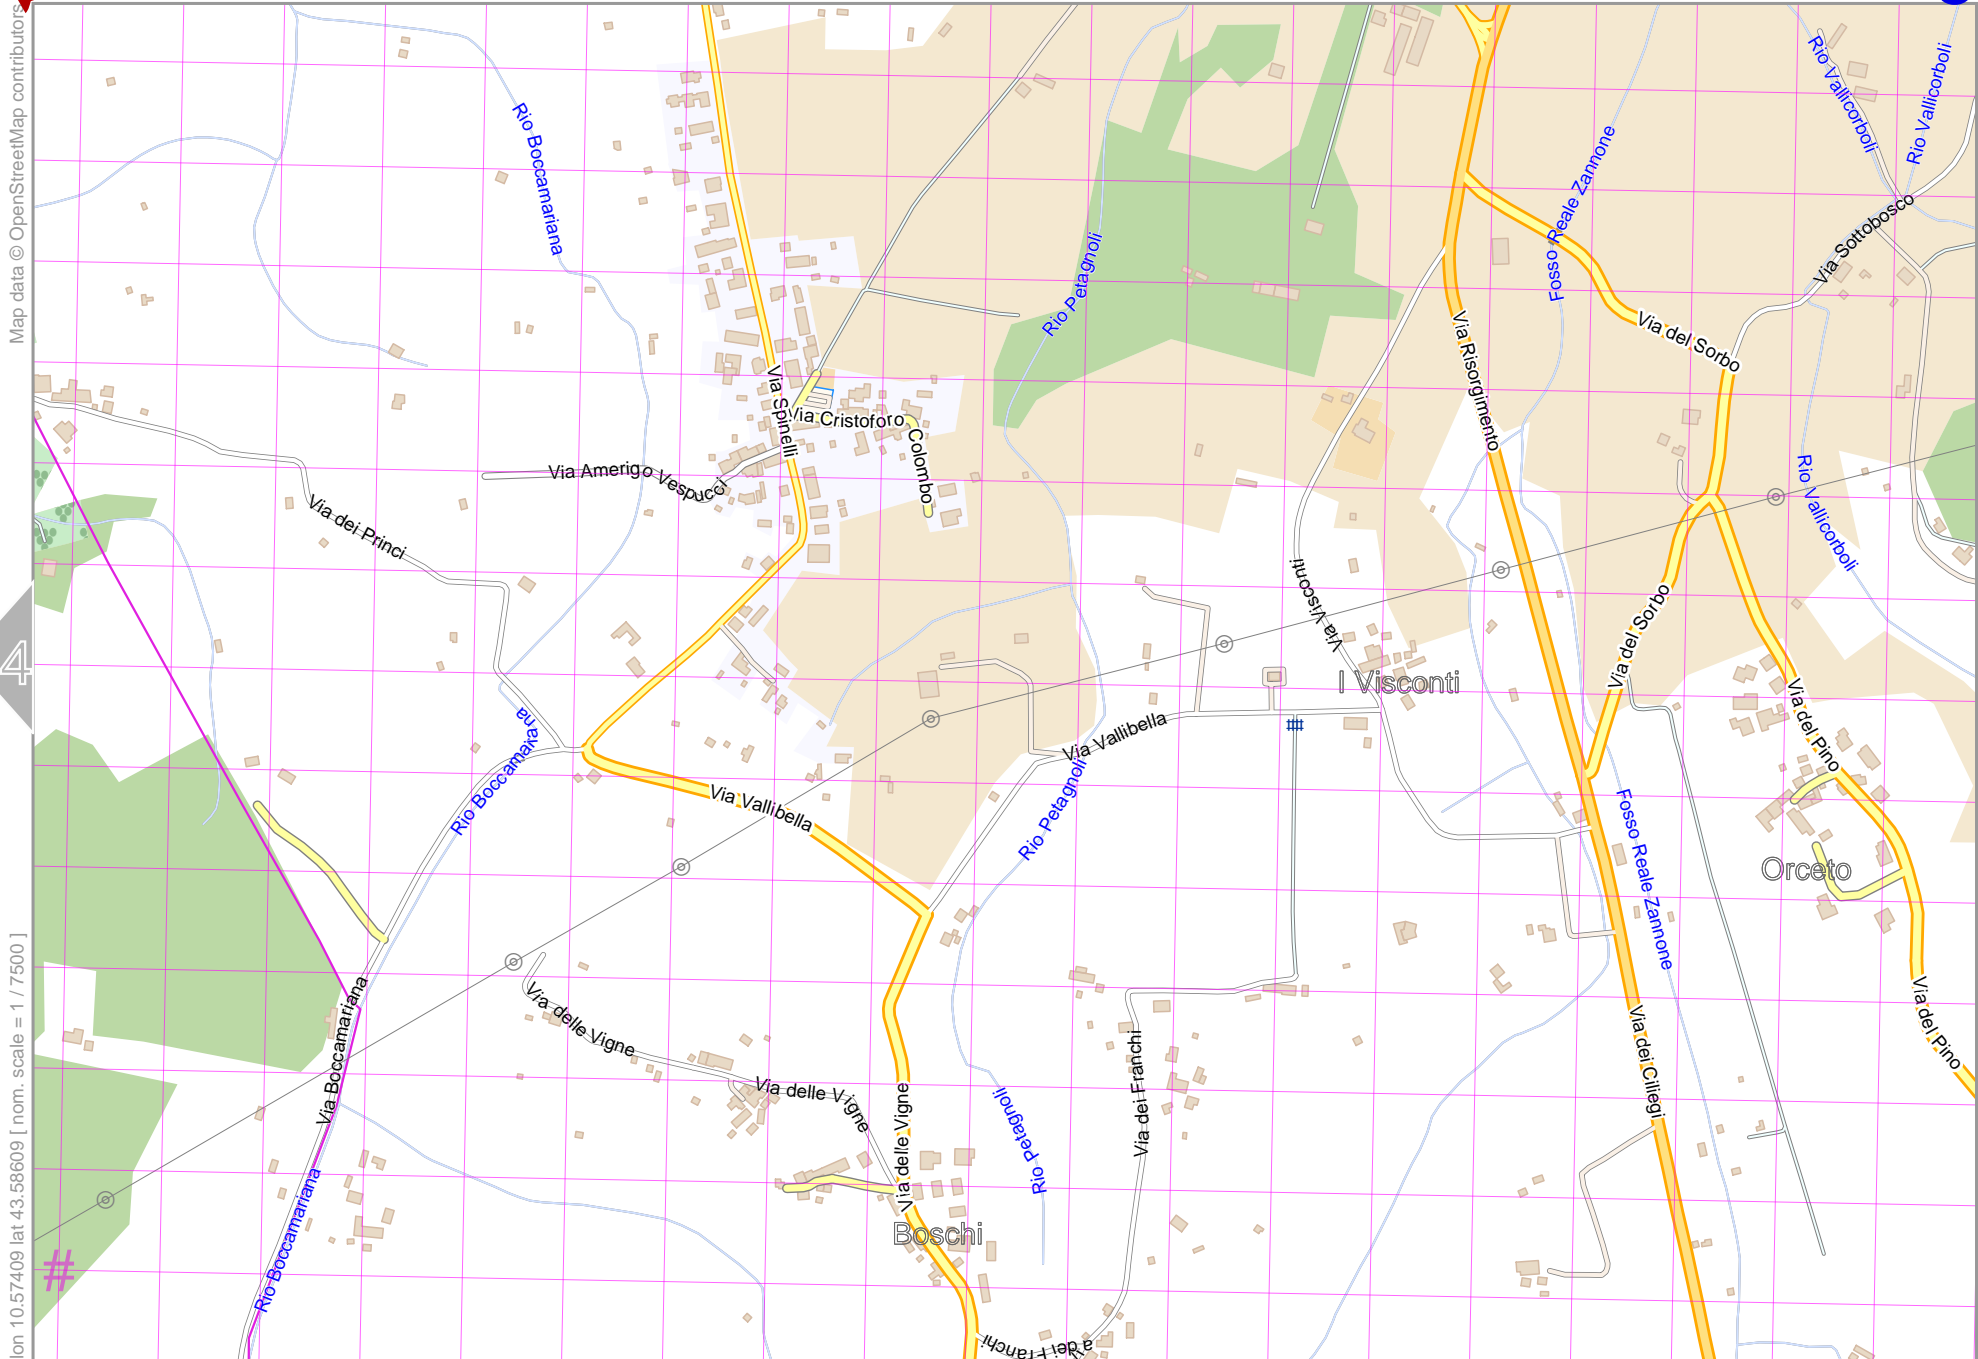 Map data © OpenStreetMap contributors
Rio Vallicorboli
Rio Vallicorboli
Rio Boccamariana
Fosso Reale Zannone
Via Sottobosco
Rio Petagnoli
Via Risorgimento
Via del Sorbo
Via Spinelli
Via Cristoforo Colombo
Via Amerigo Vespucci
Rio Vallicorboli
Via dei Princi
Via Visconti
Via del Sorbo
4
I Visconti
Via del Pino
Rio Boccamariana
Via Vallibella
Via Vallibella
Rio Petagnoli
Fosso Reale Zannone
Orceto
Via Boccamariana
Via delle Vigne
Via dei Franchi
Via dei Ciliegi
Via del Pino
Via delle Vigne
Via delle Vigne
Rio Petagnoli
Rio Boccamariana
Boschi
#
a dei Franchi
lon 10.57409 lat 43.58609 [ nom. scale = 1 / 77500 ]